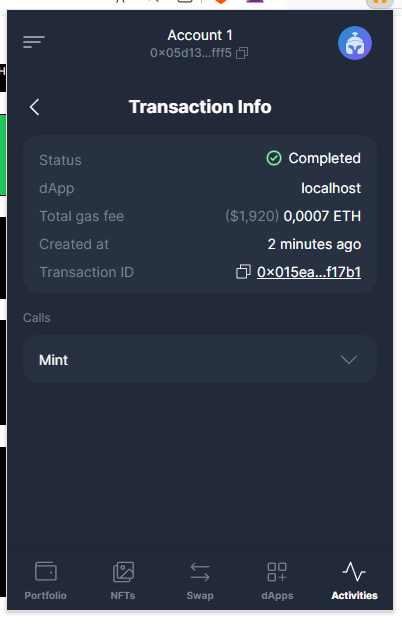 Account 1
0×05d13...fff5
Transaction Info
Status Completed
dApp localhost
Total gas fee ($1,920) 0,0007 ETH
Created at 2 minutes ago
Transaction ID 0×015ea...f17b1
Calls
Mint
Portfolio NFTs Swap dApps Activities